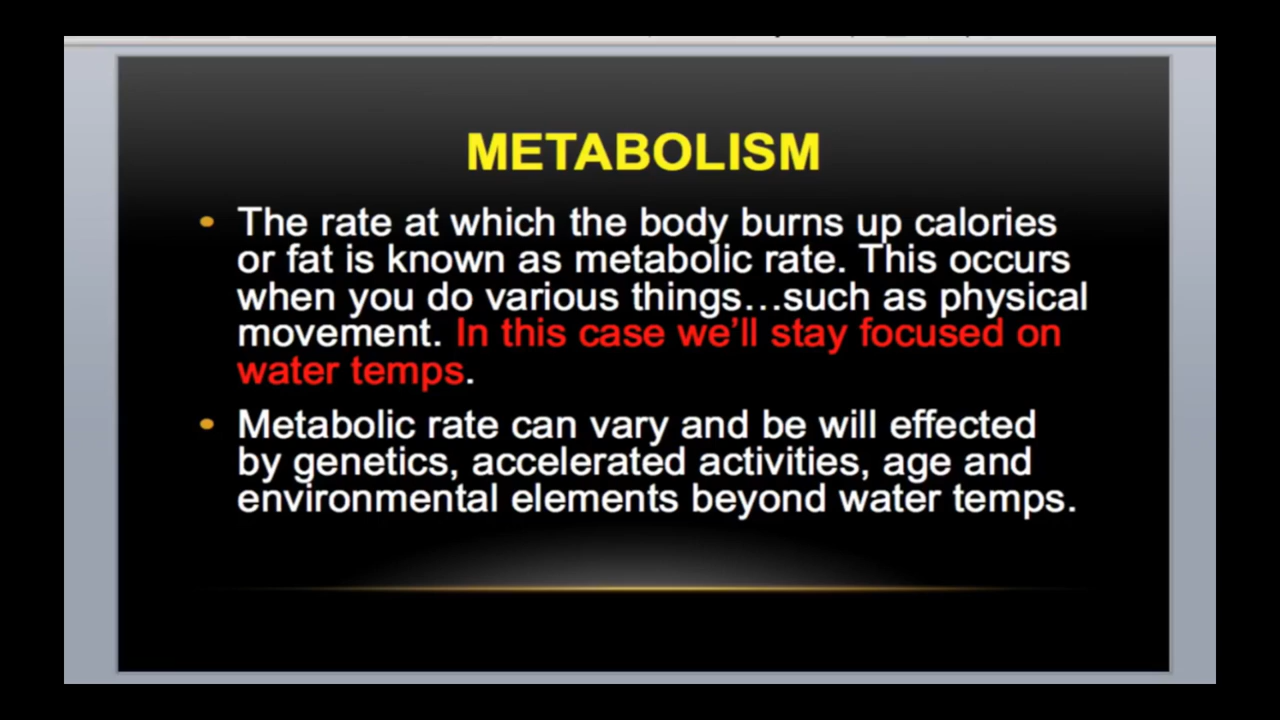 METABOLISM
• The rate at which the body burns up calories
or fat is known as metabolic rate. This occurs
when you do various things…such as physical
movement. In this case we’ll stay focused on
water temps.
• Metabolic rate can vary and be will effected
by genetics, accelerated activities, age and
environmental elements beyond water temps.